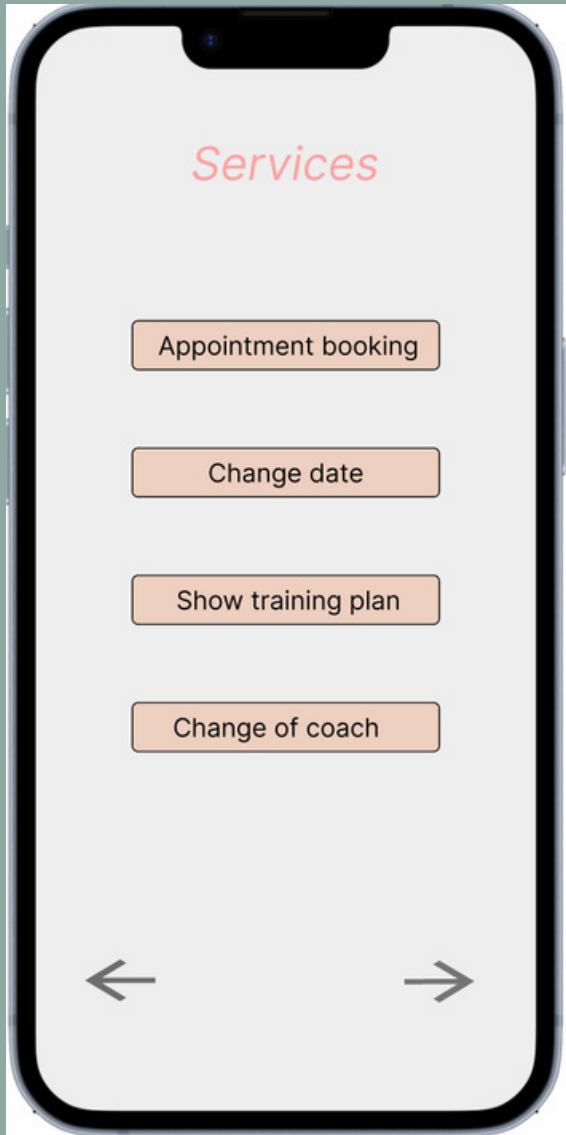 Services
Appointment booking
Change date
Show training plan
Change of coach